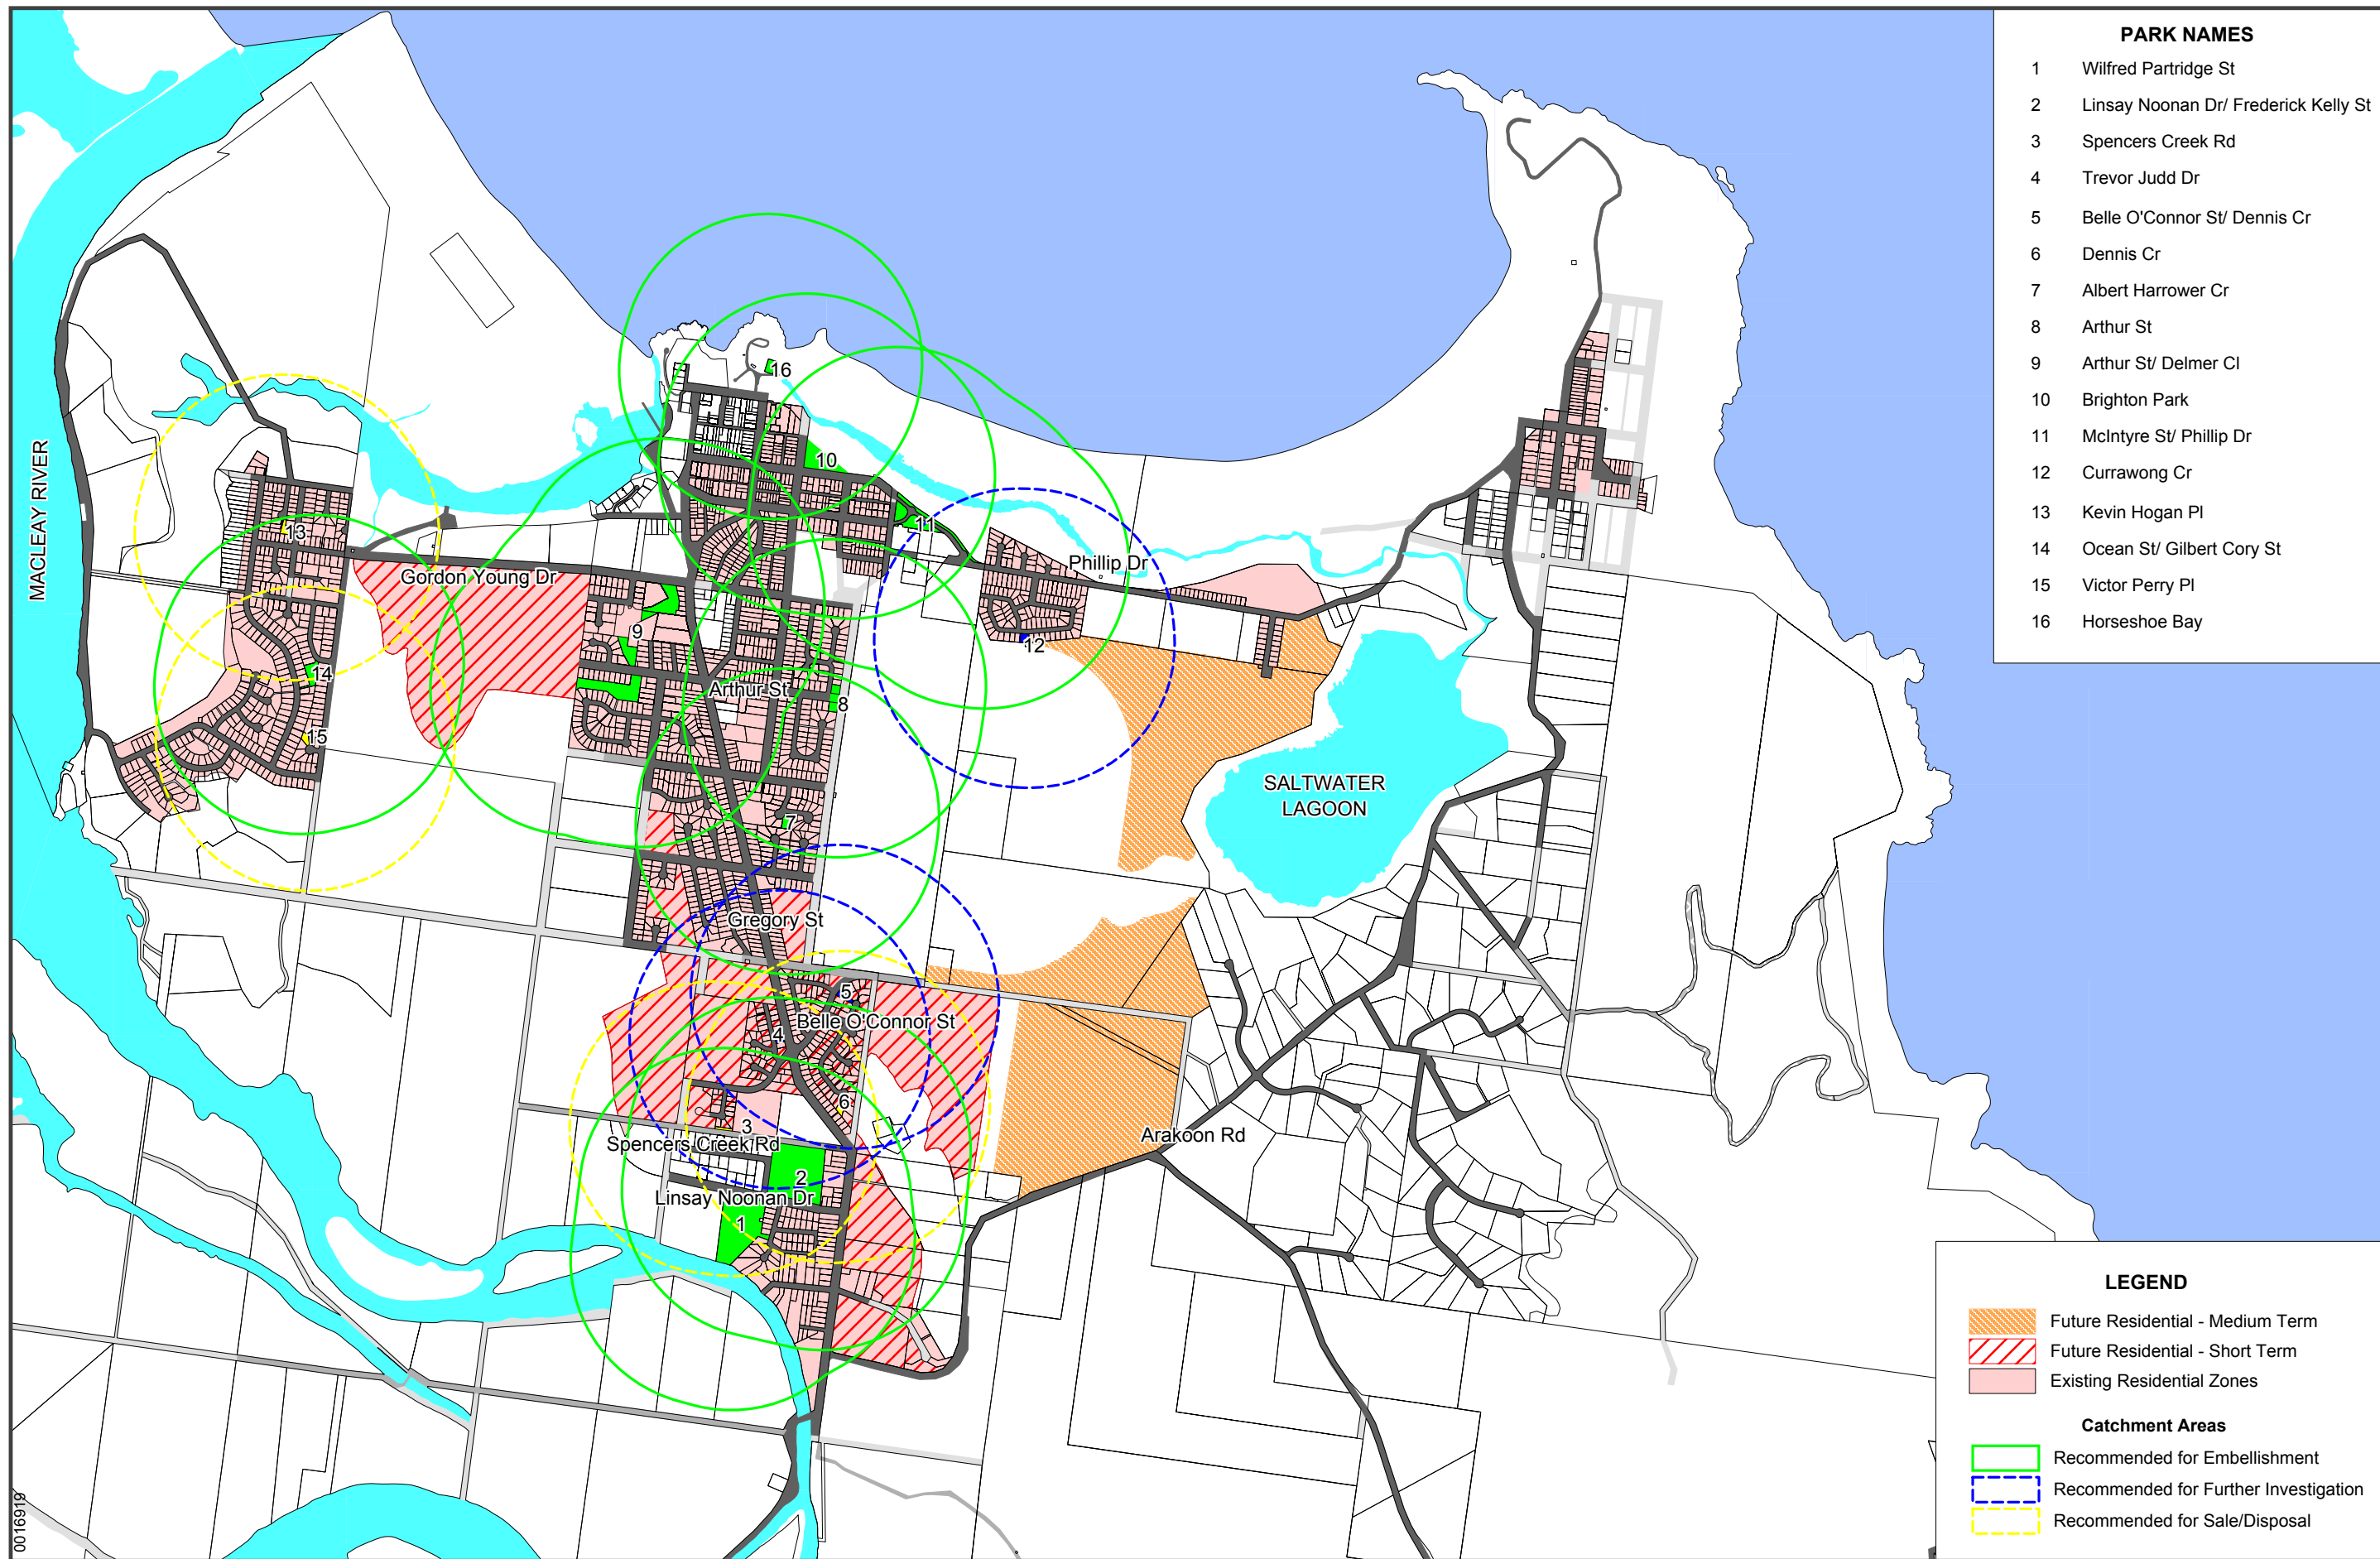 PARK NAMES
1 Wilfred Partridge St
2 Linsay Noonan Dr/ Frederick Kelly St
3 Spencers Creek Rd
4 Trevor Judd Dr
5 Belle O'Connor St/ Dennis Cr
6 Dennis Cr
7 Albert Harrower Cr
8 Arthur St
9 Arthur St/ Delmer Cl
10 Brighton Park
11 McIntyre St/ Phillip Dr
12 Currawong Cr
13 Kevin Hogan Pl
14 Ocean St/ Gilbert Cory St
15 Victor Perry Pl
16 Horseshoe Bay
16
10
11
13
MACLEAY RIVER
Gordon Young Dr
Phillip Dr
9
12
14
Arthur St
8
15
SALTWATER
LAGOON
7
Gregory St
5
Belle O'Connor St
4
6
3
Spencers Creek Rd
Arakoon Rd
2
Linsay Noonan Dr
1
LEGEND
Future Residential - Medium Term
Future Residential - Short Term
Existing Residential Zones
Catchment Areas
Recommended for Embellishment
Recommended for Further Investigation
Recommended for Sale/Disposal
0016919